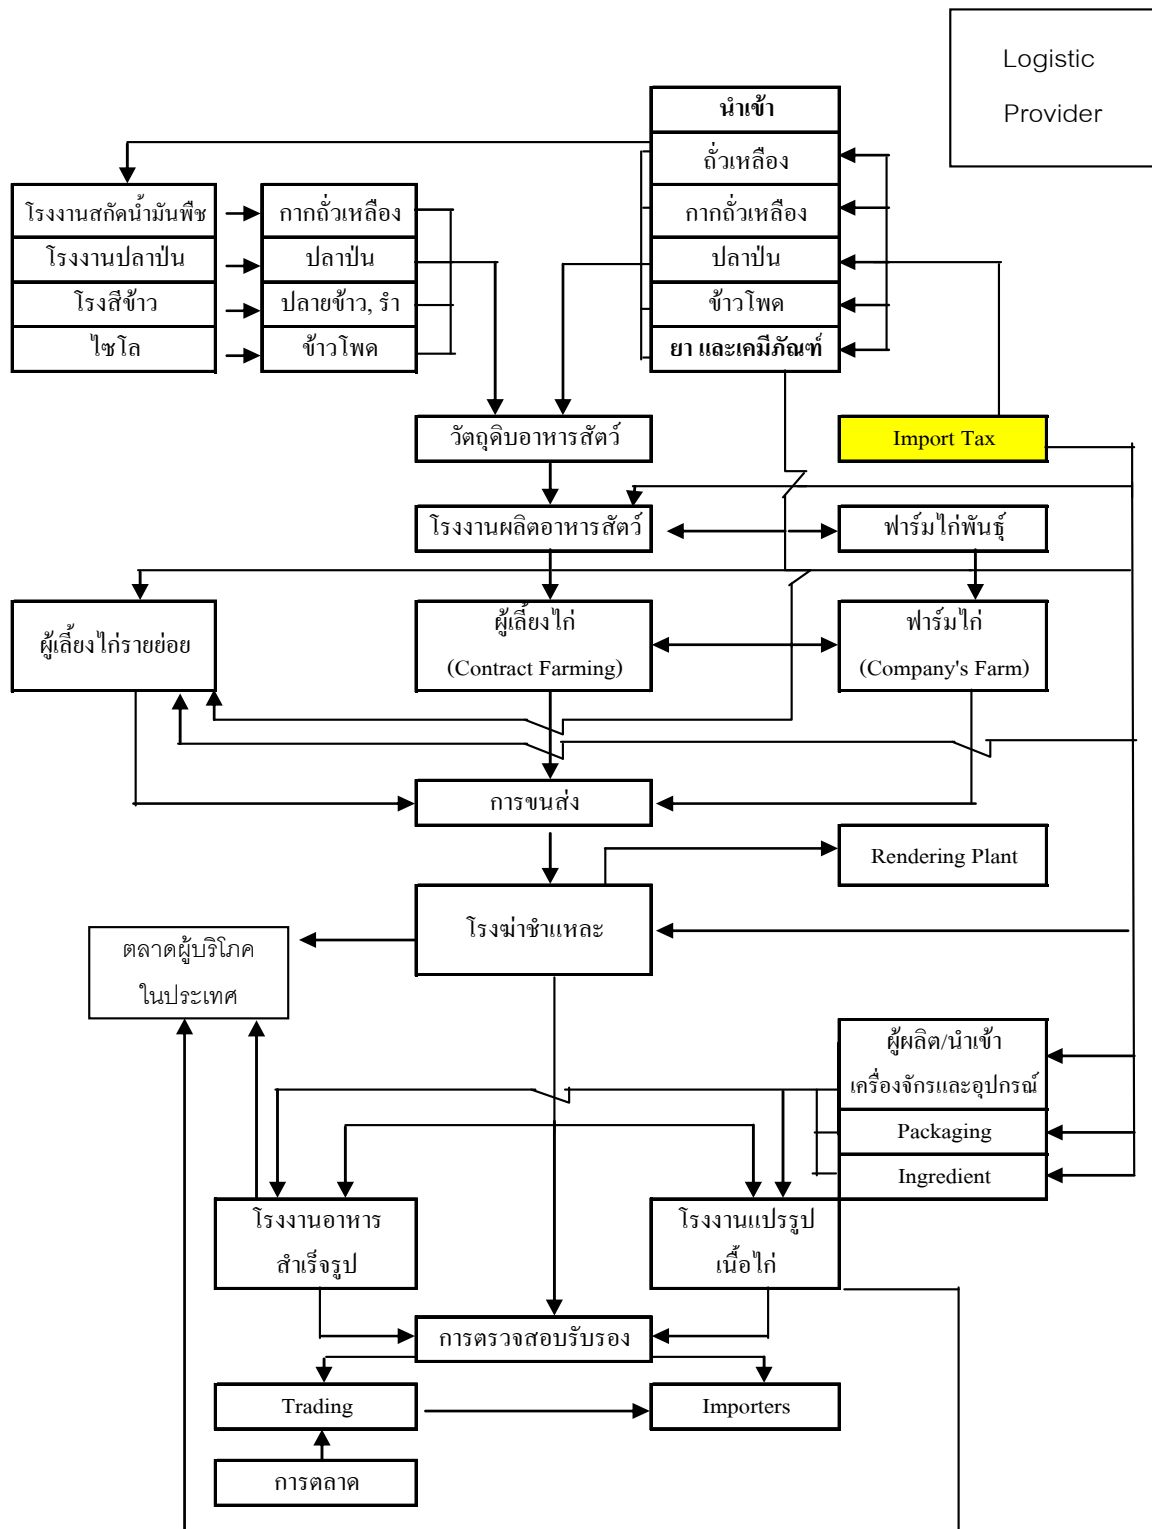 Logistic
Provider
นำเข้า
ถั่วเหลือง
กากถั่วเหลือง
ปลาป่น
ข้าวโพด
ยา และเคมีภัณฑ์
โรงงานสกัดน้ำมันพืช
กากถั่วเหลือง
โรงงานปลาป่น
ปลาป่น
โรงสีข้าว
ปลายข้าว, รำ
ไซโล
ข้าวโพด
วัตถุดิบอาหารสัตว์
Import Tax
โรงงานผลิตอาหารสัตว์
ฟาร์มไก่พันธุ์
ผู้เลี้ยงไก่รายย่อย
ผู้เลี้ยงไก่
(Contract Farming)
ฟาร์มไก่
(Company's Farm)
การขนส่ง
Rendering Plant
โรงฆ่าชำแหละ
ตลาดผู้บริโภค
ในประเทศ
ผู้ผลิต/นำเข้า
เครื่องจักรและอุปกรณ์
Packaging
Ingredient
โรงงานอาหาร
สำเร็จรูป
โรงงานแปรรูป
เนื้อไก่
การตรวจสอบรับรอง
Trading
Importers
การตลาด